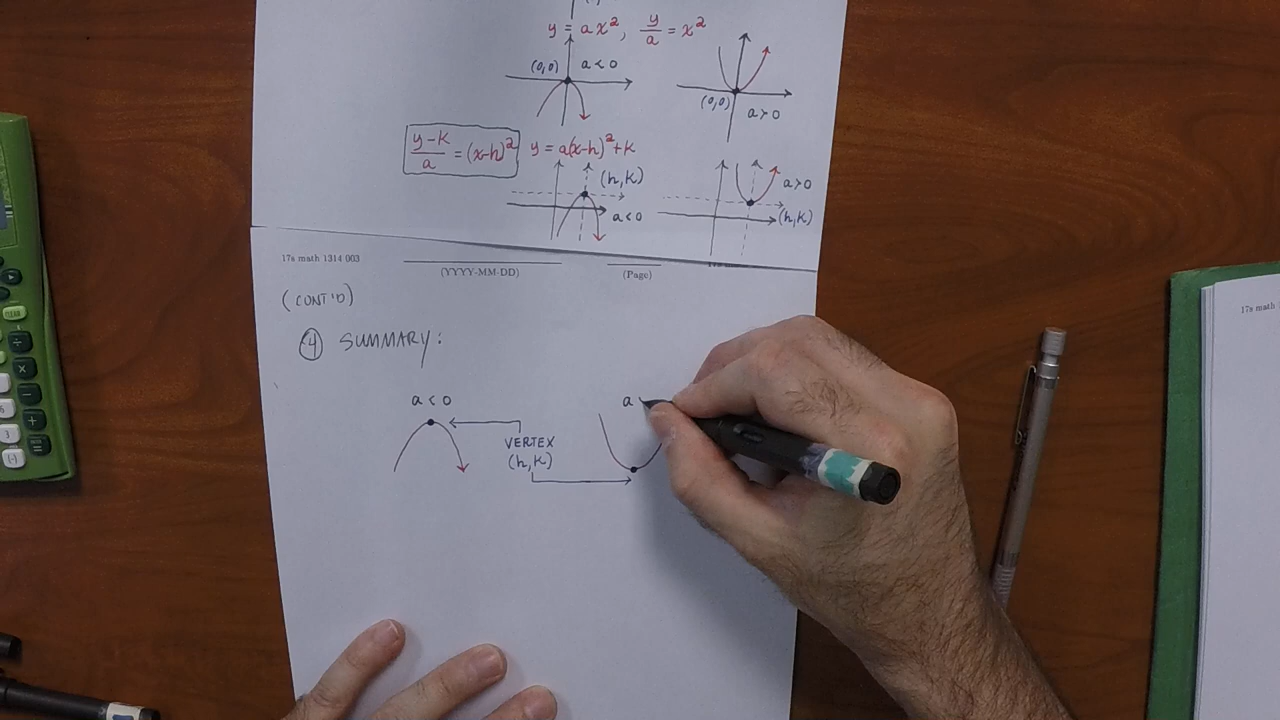 y = ax², y/a = x²
(0,0) a < 0
(0,0) a > 0
(y-k)/a = (x-h)² y = a(x-h)² + k
(h,k) a < 0
a > 0 (h,k)
17s math 1314 003
(YYYY-MM-DD) (Page)
(CONT'D)
④ SUMMARY:
a < 0
a
VERTEX
(h,k)
17s math
CLEAR